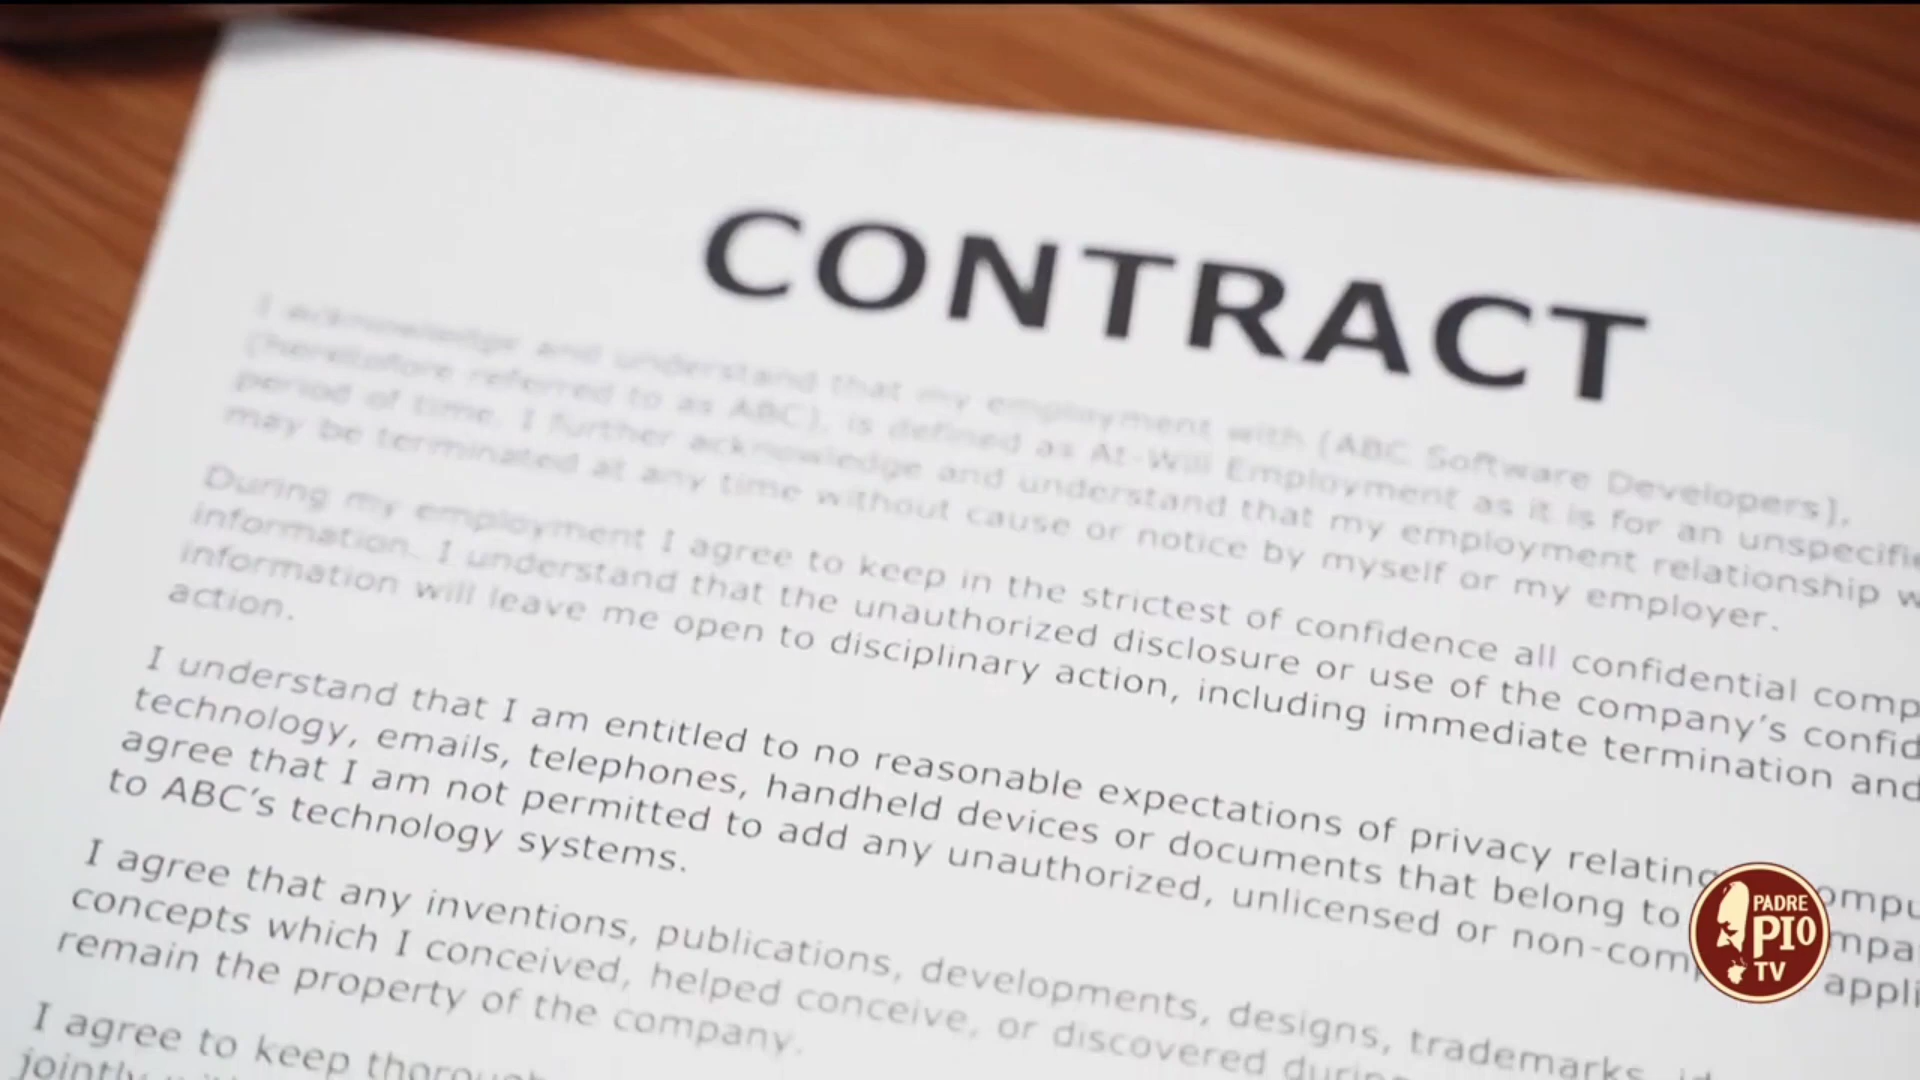 CONTRACT
I acknowledge and understand that my employment with [ABC Software Developers],
(heretofore referred to as ABC), is defined as At-Will Employment as it is for an
period of time. I further acknowledge and understand that my employment relationship
may be terminated at any time without cause or notice by myself or my employer.
During my employment I agree to keep in the strictest of confidence all confidential
information. I understand that the unauthorized disclosure or use of the company's
information will leave me open to disciplinary action, including immediate termination and
action.
I understand that I am entitled to no reasonable expectations of privacy
technology, emails, telephones, handheld devices or documents that belong to
agree that I am not permitted to add any unauthorized, unlicensed or
to ABC's technology systems.
I agree that any inventions, publications, developments, designs, trademarks,
concepts which I conceived, helped conceive, or discovered
remain the property of the company.
I agree to keep
jointly
PADRE
PIO
TV